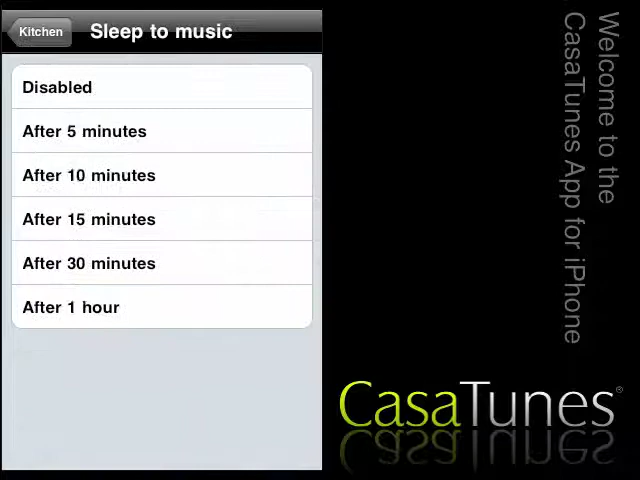 Kitchen
Sleep to music
Disabled
After 5 minutes
After 10 minutes
After 15 minutes
After 30 minutes
After 1 hour
Welcome to the
CasaTunes App for iPhone
CasaTunes®